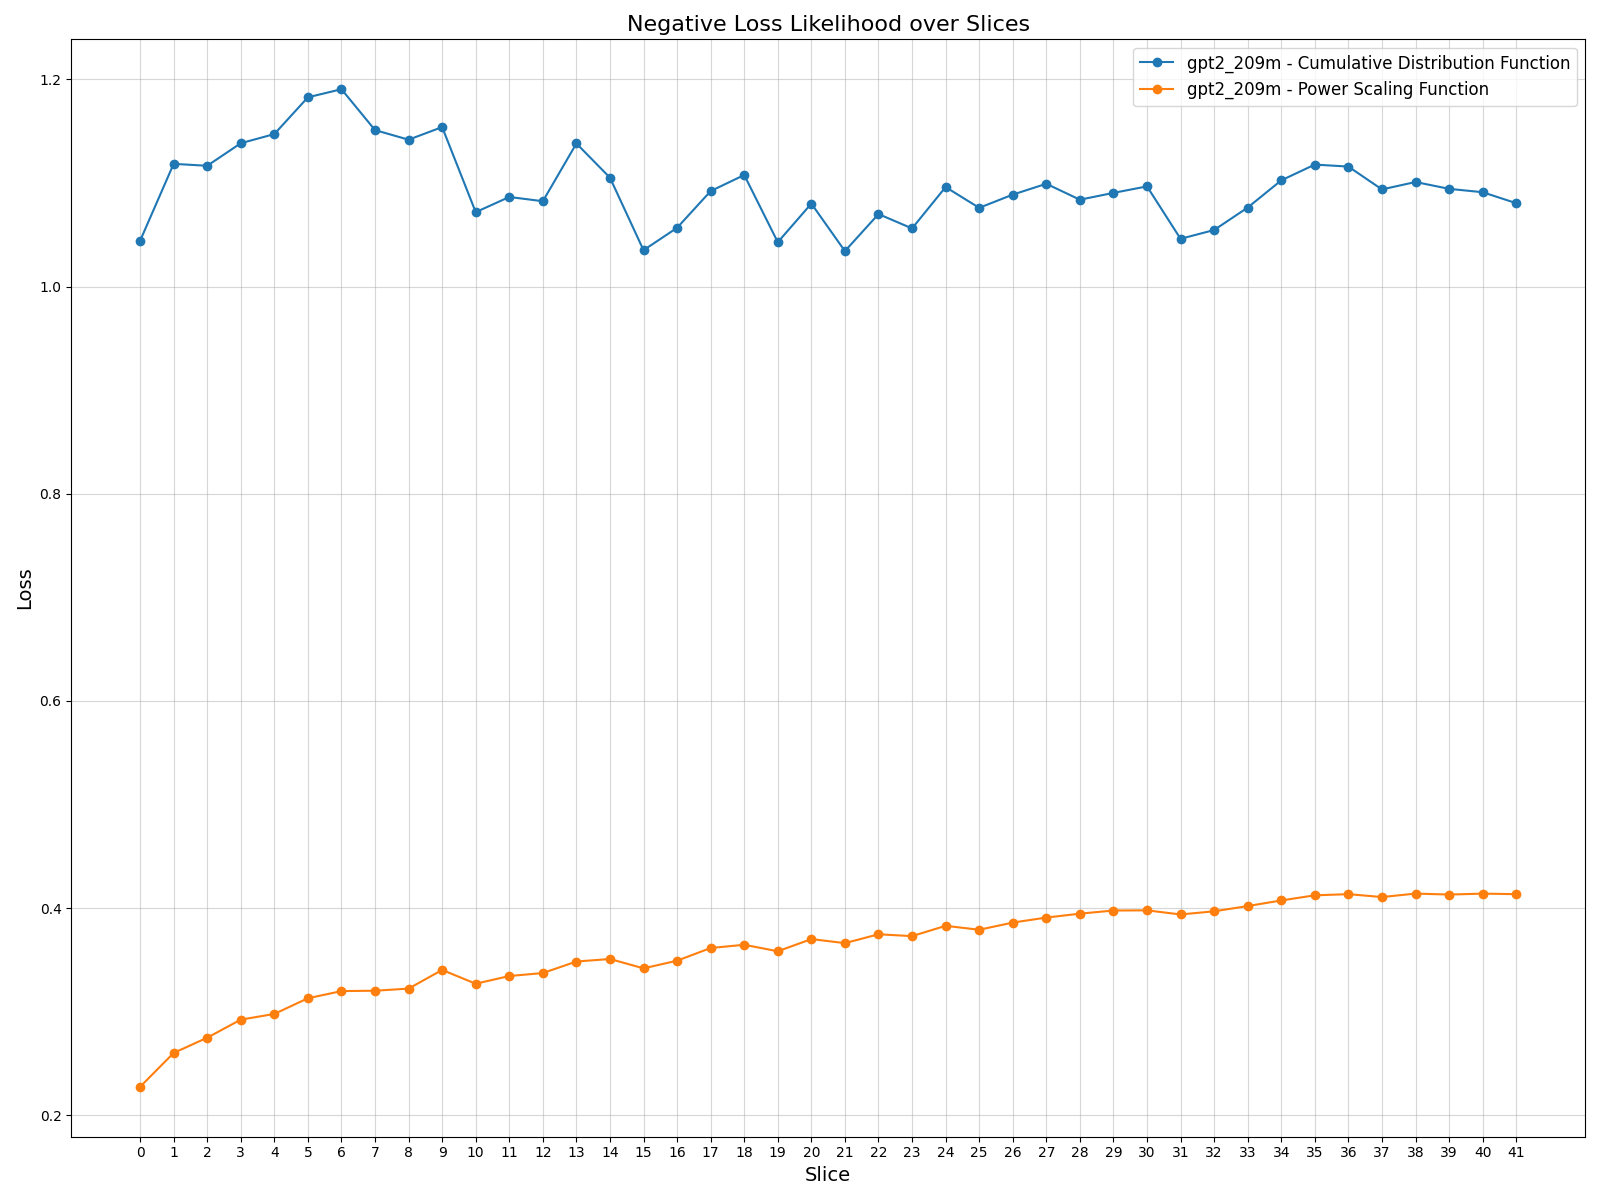 Negative Loss Likelihood over Slices
gpt2_209m - Cumulative Distribution Function
gpt2_209m - Power Scaling Function
1.2
1.0
0.8
0.6
0.4
0.2
Loss
0 1 2 3 4 5 6 7 8 9 10 11 12 13 14 15 16 17 18 19 20 21 22 23 24 25 26 27 28 29 30 31 32 33 34 35 36 37 38 39 40 41
Slice